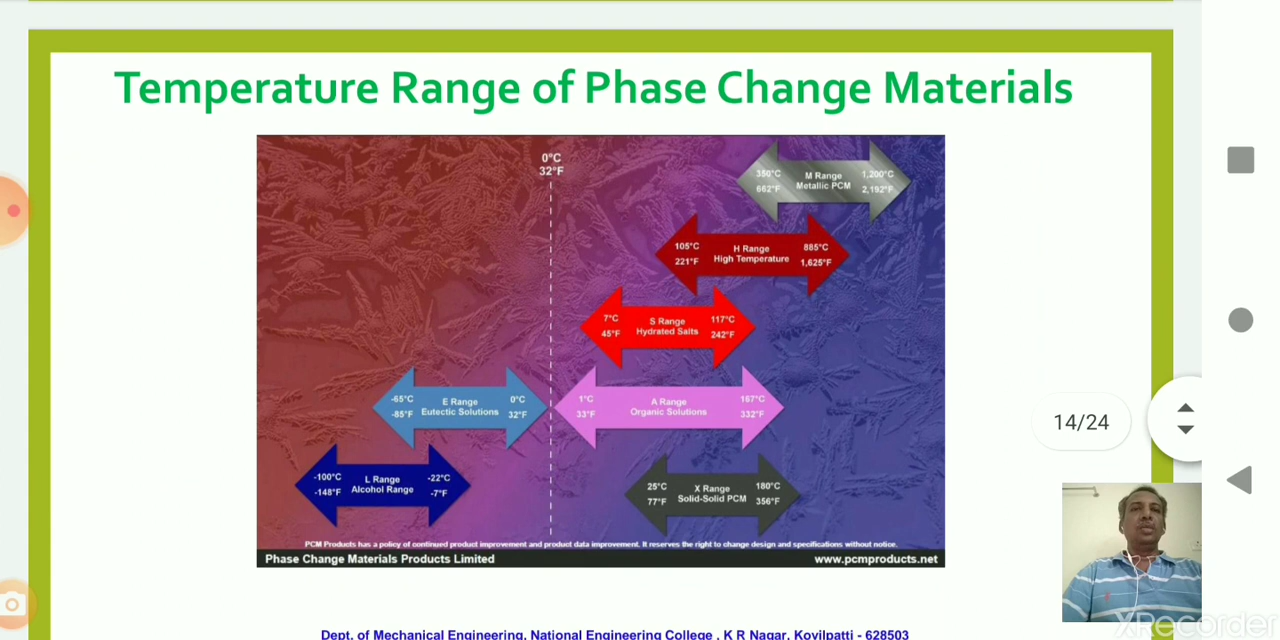 Temperature Range of Phase Change Materials
0°C
32°F
350°C M Range 1,200°C
662°F Metallic PCM 2,192°F
105°C H Range 885°C
221°F High Temperature 1,625°F
7°C S Range 117°C
45°F Hydrated Salts 242°F
-65°C E Range 0°C
-85°F Eutectic Solutions 32°F
1°C A Range 167°C
33°F Organic Solutions 332°F
-100°C L Range -22°C
-148°F Alcohol Range -7°F
25°C X Range 180°C
77°F Solid-Solid PCM 356°F
PCM Products has a policy of continued product improvement and product data improvement. It reserves the right to change design and specifications without notice.
Phase Change Materials Products Limited www.pcmproducts.net
14/24
Dept. of Mechanical Engineering, National Engineering College , K R Nagar, Kovilpatti - 628503
XRecorder